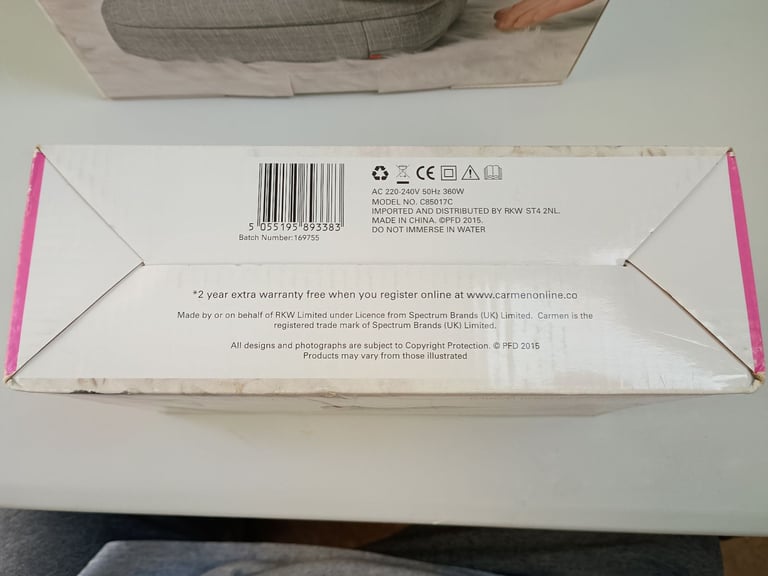 5 055195 893383
Batch Number: 169755
CE
AC 220-240V 50Hz 360W
MODEL NO. C85017C
IMPORTED AND DISTRIBUTED BY RKW ST4 2NL.
MADE IN CHINA. ©PFD 2015.
DO NOT IMMERSE IN WATER
*2 year extra warranty free when you register online at www.carmenonline.co
Made by or on behalf of RKW Limited under Licence from Spectrum Brands (UK) Limited. Carmen is the
registered trade mark of Spectrum Brands (UK) Limited.
All designs and photographs are subject to Copyright Protection. © PFD 2015
Products may vary from those illustrated